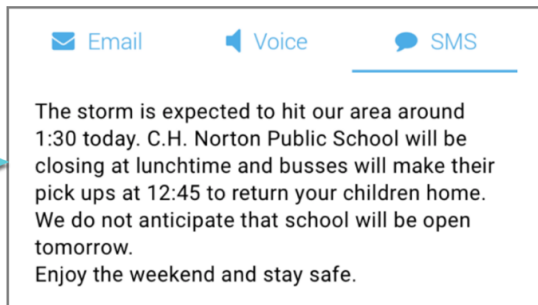 Email Voice SMS
The storm is expected to hit our area around
1:30 today. C.H. Norton Public School will be
closing at lunchtime and busses will make their
pick ups at 12:45 to return your children home.
We do not anticipate that school will be open
tomorrow.
Enjoy the weekend and stay safe.